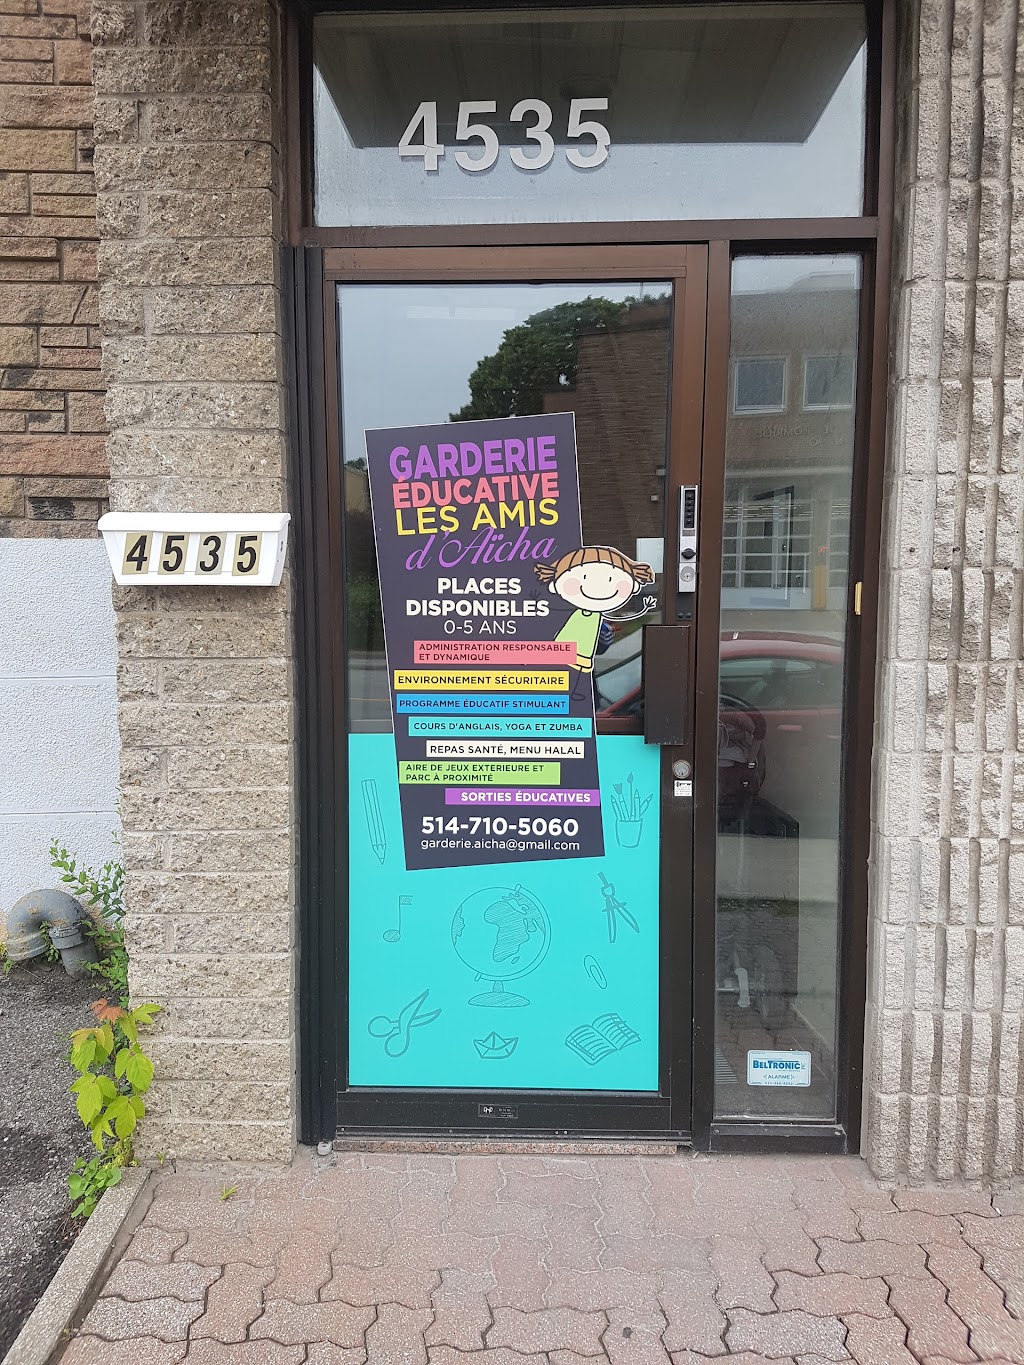 4535
4535
GARDERIE
ÉDUCATIVE
LES AMIS
d'Aïcha
PLACES
DISPONIBLES
0-5 ANS
ADMINISTRATION RESPONSABLE
ET DYNAMIQUE
ENVIRONNEMENT SÉCURITAIRE
PROGRAMME ÉDUCATIF STIMULANT
COURS D'ANGLAIS, YOGA ET ZUMBA
REPAS SANTÉ, MENU HALAL
AIRE DE JEUX EXTERIEURE ET
PARC À PROXIMITÉ
SORTIES ÉDUCATIVES
514-710-5060
garderie.aicha@gmail.com
BELTRONIC
ALARME